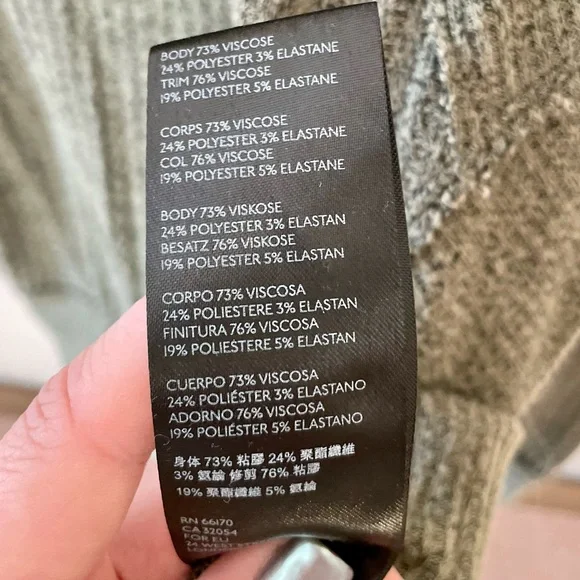 BODY 73% VISCOSE
24% POLYESTER 3% ELASTANE
TRIM 76% VISCOSE
19% POLYESTER 5% ELASTANE
CORPS 73% VISCOSE
24% POLYESTER 3% ELASTANE
COL 76% VISCOSE
19% POLYESTER 5% ELASTANE
BODY 73% VISKOSE
24% POLYESTER 3% ELASTAN
BESATZ 76% VISKOSE
19% POLYESTER 5% ELASTAN
CORPO 73% VISCOSA
24% POLIESTERE 3% ELASTAN
FINITURA 76% VISCOSA
19% POLIESTERE 5% ELASTAN
CUERPO 73% VISCOSA
24% POLIÉSTER 3% ELASTANO
ADORNO 76% VISCOSA
19% POLIÉSTER 5% ELASTANO
身体 73% 粘膠 24% 聚酯纖維
3% 氨綸 修剪 76% 粘膠
19% 聚酯纖維 5% 氨綸
RN 66170
CA 32054
FOR EU
24 WEST
LONDON